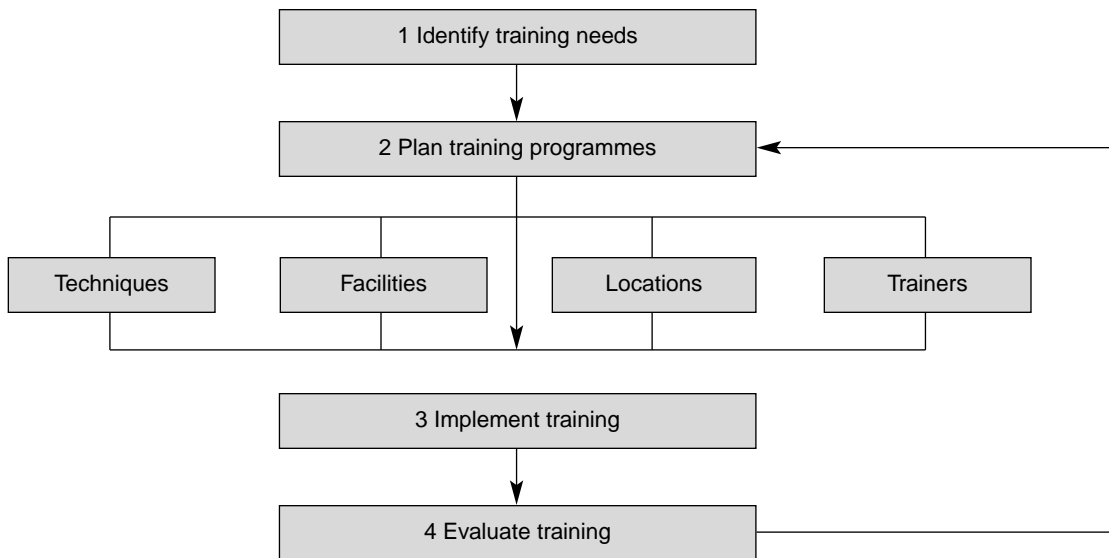 1 Identify training needs
2 Plan training programmes
Techniques
Facilities
Locations
Trainers
3 Implement training
4 Evaluate training